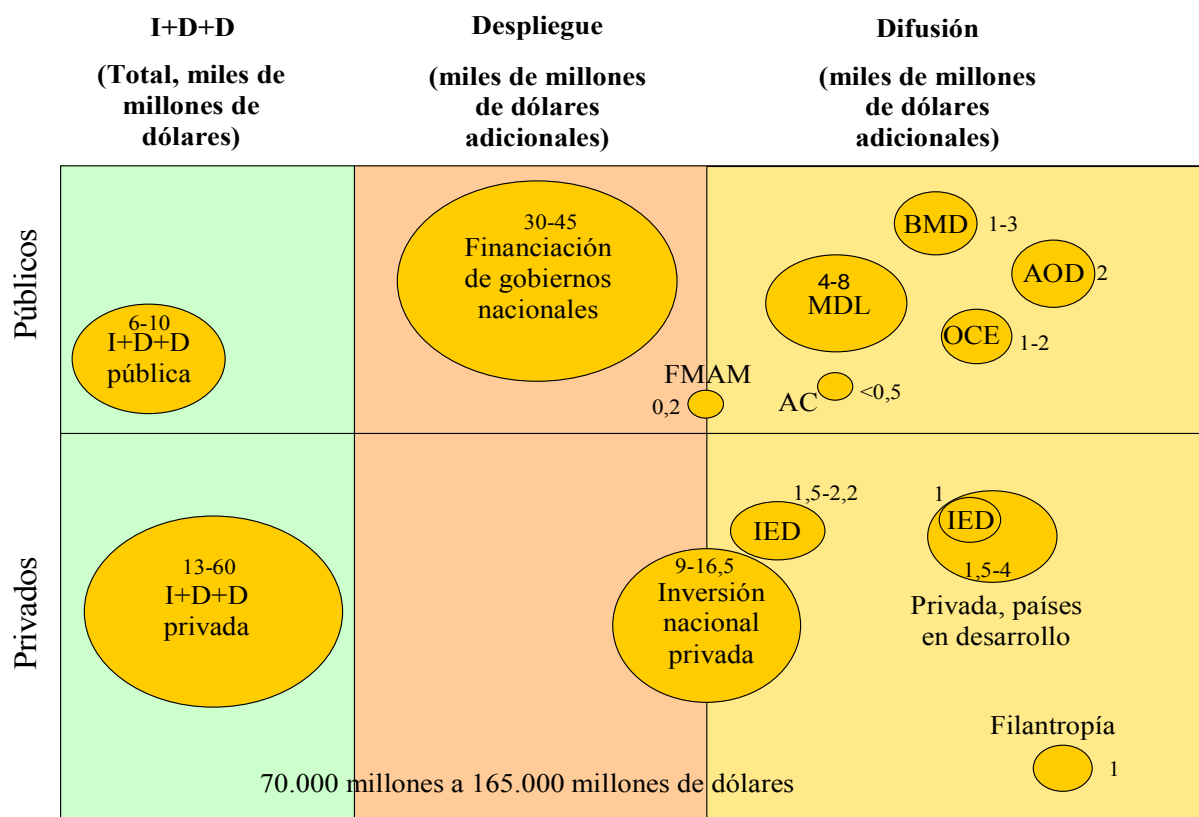 I+D+D
(Total, miles de
millones de
dólares)
Despliegue
(miles de millones
de dólares
adicionales)
Difusión
(miles de millones
de dólares
adicionales)
Públicos
6-10
I+D+D
pública
30-45
Financiación
de gobiernos
nacionales
FMAM
0,2
BMD
1-3
AOD
2
4-8
MDL
OCE
1-2
AC
<0,5
Privados
13-60
I+D+D
privada
9-16,5
Inversión
nacional
privada
1,5-2,2
IED
1
IED
1,5-4
Privada, países
en desarrollo
Filantropía
1
70.000 millones a 165.000 millones de dólares